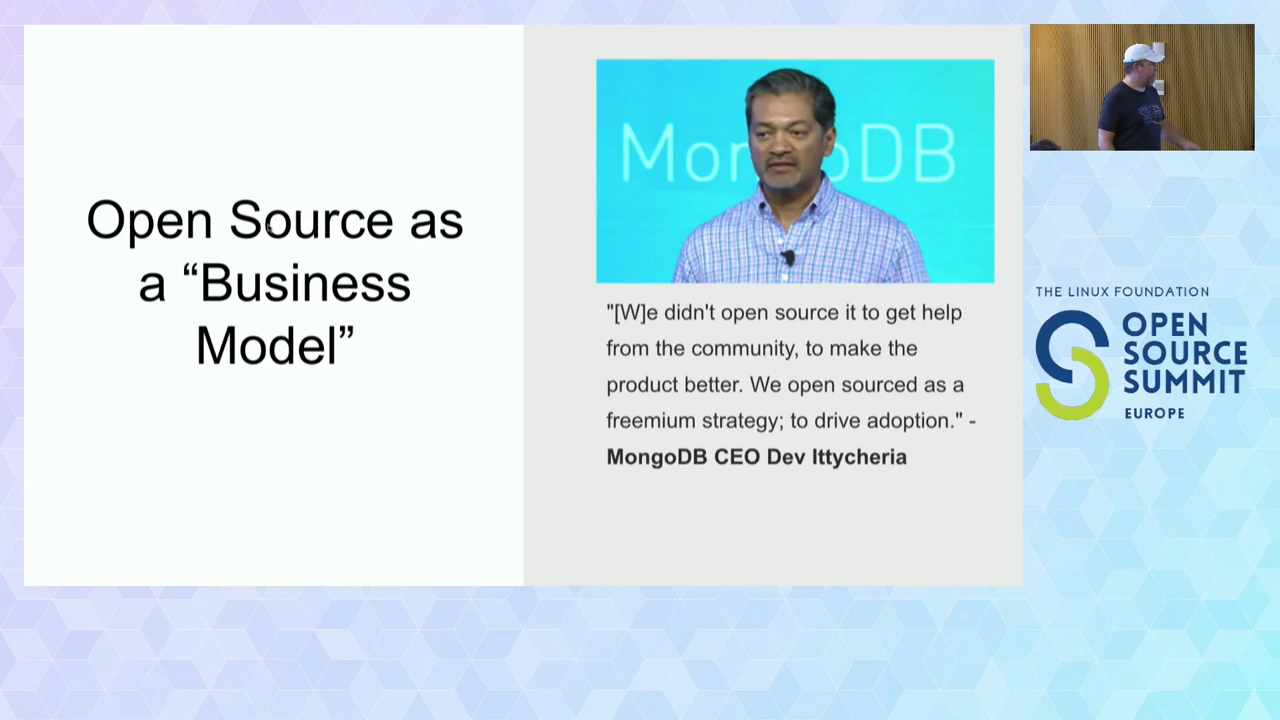 Open Source as
a “Business
Model”
MongoDB
"[W]e didn't open source it to get help
from the community, to make the
product better. We open sourced as a
freemium strategy; to drive adoption." -
MongoDB CEO Dev Ittycheria
THE LINUX FOUNDATION
OPEN
SOURCE
SUMMIT
EUROPE